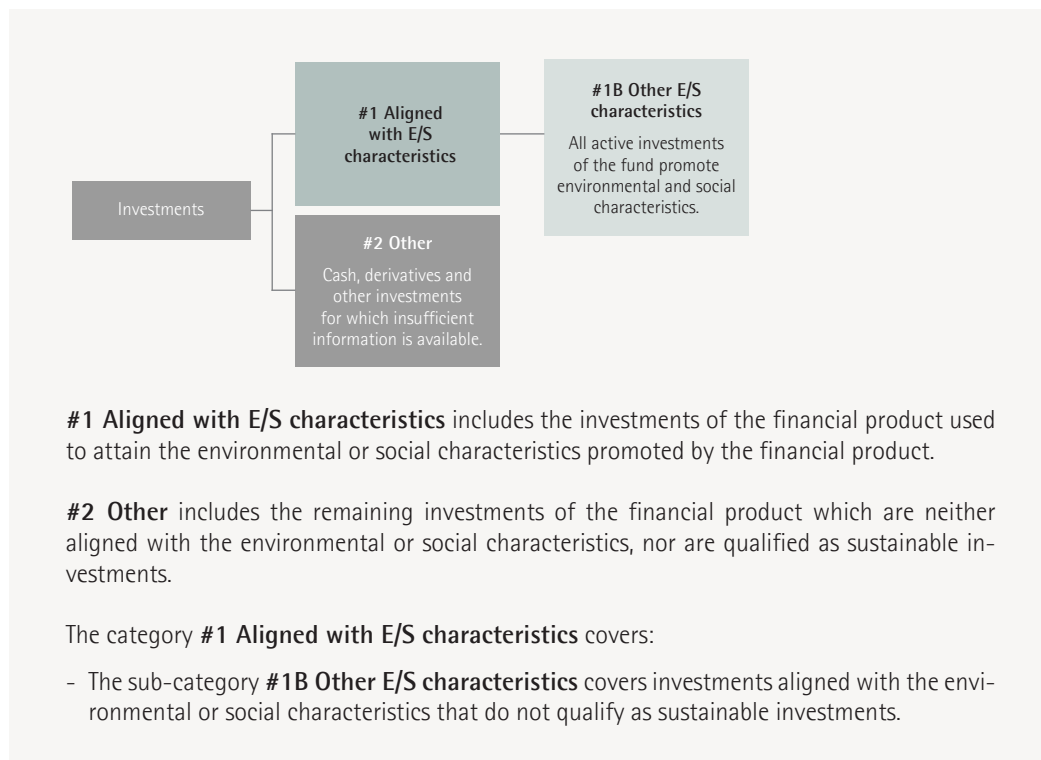 #1 Aligned
with E/S
characteristics
#1B Other E/S
characteristics
All active investments
of the fund promote
environmental and social
characteristics.
Investments
#2 Other
Cash, derivatives and
other investments
for which insufficient
information is available.
#1 Aligned with E/S characteristics includes the investments of the financial product used
to attain the environmental or social characteristics promoted by the financial product.
#2 Other includes the remaining investments of the financial product which are neither
aligned with the environmental or social characteristics, nor are qualified as sustainable in-
vestments.
The category #1 Aligned with E/S characteristics covers:
- The sub-category #1B Other E/S characteristics covers investments aligned with the envi-
ronmental or social characteristics that do not qualify as sustainable investments.